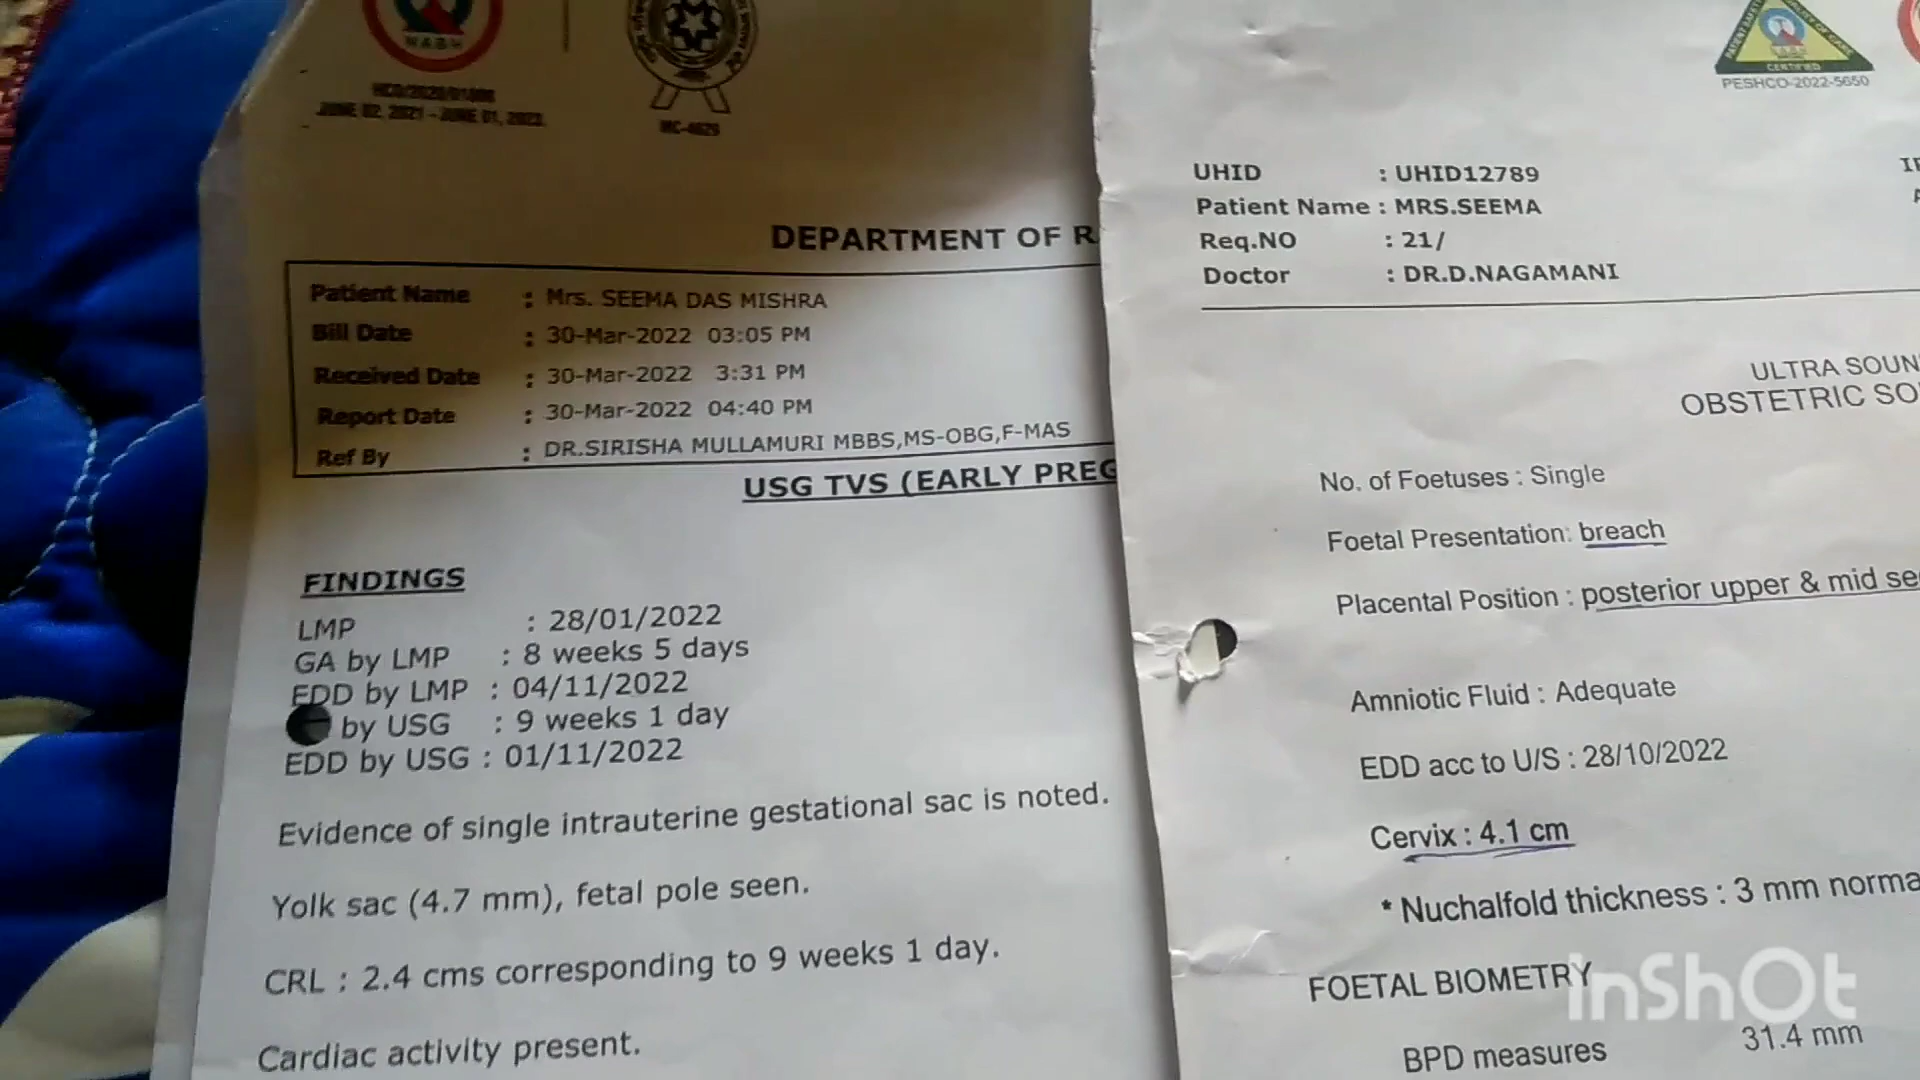 NABH
JUNE 02, 2021 - JUNE 01, 2023
MC-4629
DEPARTMENT OF R
Patient Name : Mrs. SEEMA DAS MISHRA
Bill Date : 30-Mar-2022 03:05 PM
Received Date : 30-Mar-2022 3:31 PM
Report Date : 30-Mar-2022 04:40 PM
Ref By : DR.SIRISHA MULLAMURI MBBS,MS-OBG,F-MAS
USG TVS (EARLY PREG
FINDINGS
LMP : 28/01/2022
GA by LMP : 8 weeks 5 days
EDD by LMP : 04/11/2022
by USG : 9 weeks 1 day
EDD by USG : 01/11/2022
Evidence of single intrauterine gestational sac is noted.
Yolk sac (4.7 mm), fetal pole seen.
CRL : 2.4 cms corresponding to 9 weeks 1 day.
Cardiac activity present.
CERTIFIED
PESHCO-2022-5650
UHID : UHID12789
Patient Name : MRS.SEEMA
Req.NO : 21/
Doctor : DR.D.NAGAMANI
ULTRA SOUN
OBSTETRIC SO
No. of Foetuses : Single
Foetal Presentation: breach
Placental Position : posterior upper & mid se
Amniotic Fluid : Adequate
EDD acc to U/S : 28/10/2022
Cervix : 4.1 cm
* Nuchalfold thickness : 3 mm norma
FOETAL BIOMETRY
BPD measures 31.4 mm
InShOt